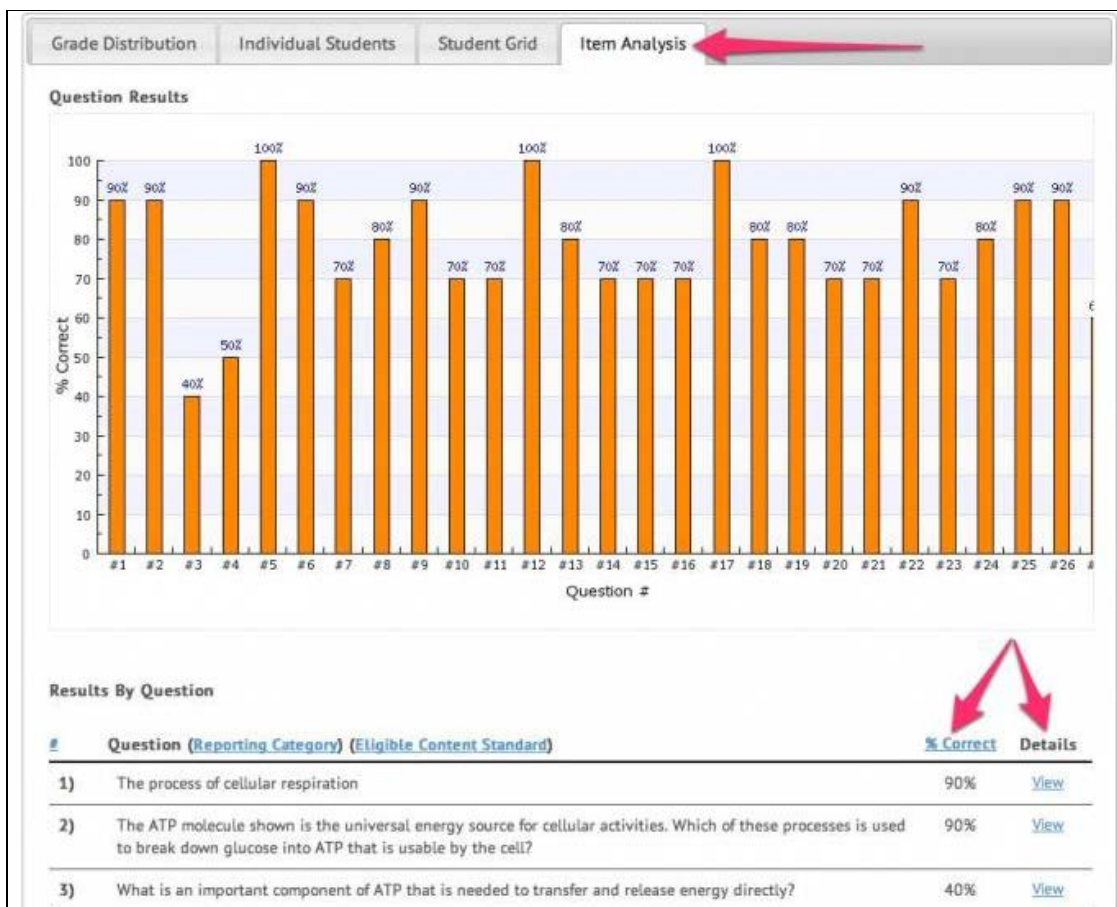 Grade Distribution Individual Students Student Grid Item Analysis
Question Results
100% 100% 100%
90% 90% 90% 90% 90% 90% 90%
80% 80% 80% 80% 80%
70% 70% 70% 70% 70% 70% 70% 70% 70%
50%
40%
100
90
80
70
60
50
40
30
20
10
0
% Correct
#1 #2 #3 #4 #5 #6 #7 #8 #9 #10 #11 #12 #13 #14 #15 #16 #17 #18 #19 #20 #21 #22 #23 #24 #25 #26 #
Question #
Results By Question
# Question (Reporting Category) (Eligible Content Standard) % Correct Details
1) The process of cellular respiration 90% View
2) The ATP molecule shown is the universal energy source for cellular activities. Which of these processes is used 90% View
to break down glucose into ATP that is usable by the cell?
3) What is an important component of ATP that is needed to transfer and release energy directly? 40% View